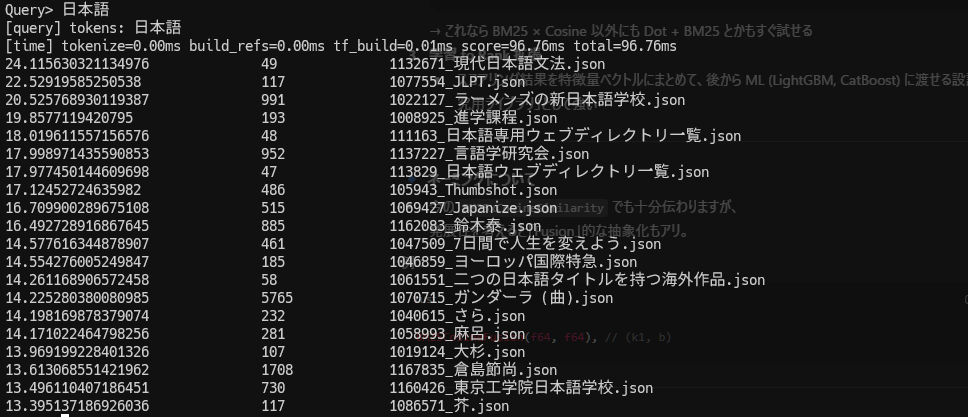 Query> 日本語
[query] tokens: 日本語
→ これなら BM25 × Cosine 以外にも Dot + BM25 とかもすぐ試せる
[time] tokenize=0.00ms build_refs=0.00ms tf_build=0.01ms score=96.76ms total=96.76ms
24.115630321134976 49 1132671_現代日本語文法.json
22.52919585250538 117 1077554_JLPT.json
結果を特徴量ベクトルにまとめて、後から ML (LightGBM, CatBoost) に渡せる設
20.525768930119387 991 1022127_ラーメンズの新日本語学校.json
19.8577119420795 193 1008925_進学課程.json
18.019611557156576 48 111163_日本語専用ウェブディレクトリ一覧.json
17.998971435590853 952 1137227_言語学研究会.json
17.977450144609698 47 113829_日本語ウェブディレクトリ一覧.json
17.12452724635982 486 105943_Thumbshot.json
16.709900289675108 515 1069427_Japanize.json
でも十分伝わりますが、
16.492728916867645 885 1162083_鈴木泰.json
的な抽象化もアリ。
14.577616344878907 461 1047509_7日間で人生を変えよう.json
14.554276005249847 185 1046859_ヨーロッパ国際特急.json
14.261168906572458 58 1061551_二つの日本語タイトルを持つ海外作品.json
14.225280380080985 5765 1070715_ガンダーラ (曲).json
14.198169878379074 232 1040615_さら.json
14.171022464798256 281 1058993_麻呂.json
(f64, f64), // (k1, b)
13.969199228401326 107 1019124_大杉.json
13.613068551421962 1708 1167835_倉島節尚.json
13.496110407186451 730 1160426_東京工学院日本語学校.json
13.395137186926036 117 1086571_芥.json